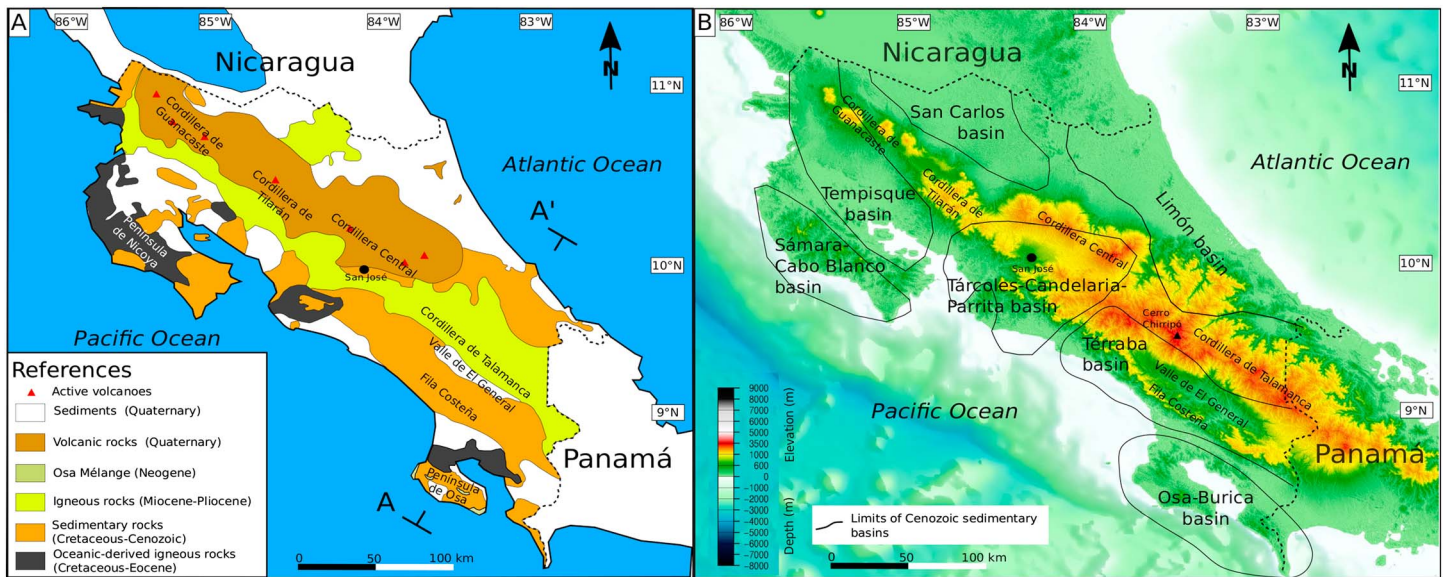 A
86°W
85°W
84°W
83°W
Nicaragua
N
11°N
Cordillera de
Guanacaste
Atlantic Ocean
Cordillera de
Tilarán
A'
Península
de Nicoya
Cordillera Central
San José
10°N
Pacific Ocean
Cordillera de Talamanca
Valle de El General
Fila Costeña
9°N
Panamá
Península
de Osa
A
References
Active volcanoes
Sediments (Quaternary)
Volcanic rocks (Quaternary)
Osa Mélange (Neogene)
Igneous rocks (Miocene-Pliocene)
Sedimentary rocks
(Cretaceous-Cenozoic)
Oceanic-derived igneous rocks
(Cretaceous-Eocene)
0
50
100 km
B
86°W
85°W
84°W
83°W
Nicaragua
N
11°N
San Carlos
basin
Cordillera de
Guanacaste
Atlantic Ocean
Tempisque
basin
Cordillera de
Tilarán
Limón basin
Cordillera Central
Sámara-
Cabo Blanco
basin
San José
10°N
Tárcoles-Candelaria-
Parrita basin
Cerro
Chirripó
Térraba
basin
Cordillera de Talamanca
Valle de El General
Fila Costeña
Pacific Ocean
9°N
Panamá
Osa-Burica
basin
9000
8000
7000
5000
3500
3000
1000
600
0
−1000
−2000
−3000
−4000
−5000
−6000
−7000
−8000
Elevation (m)
Depth (m)
Limits of Cenozoic sedimentary
basins
0
50
100 km